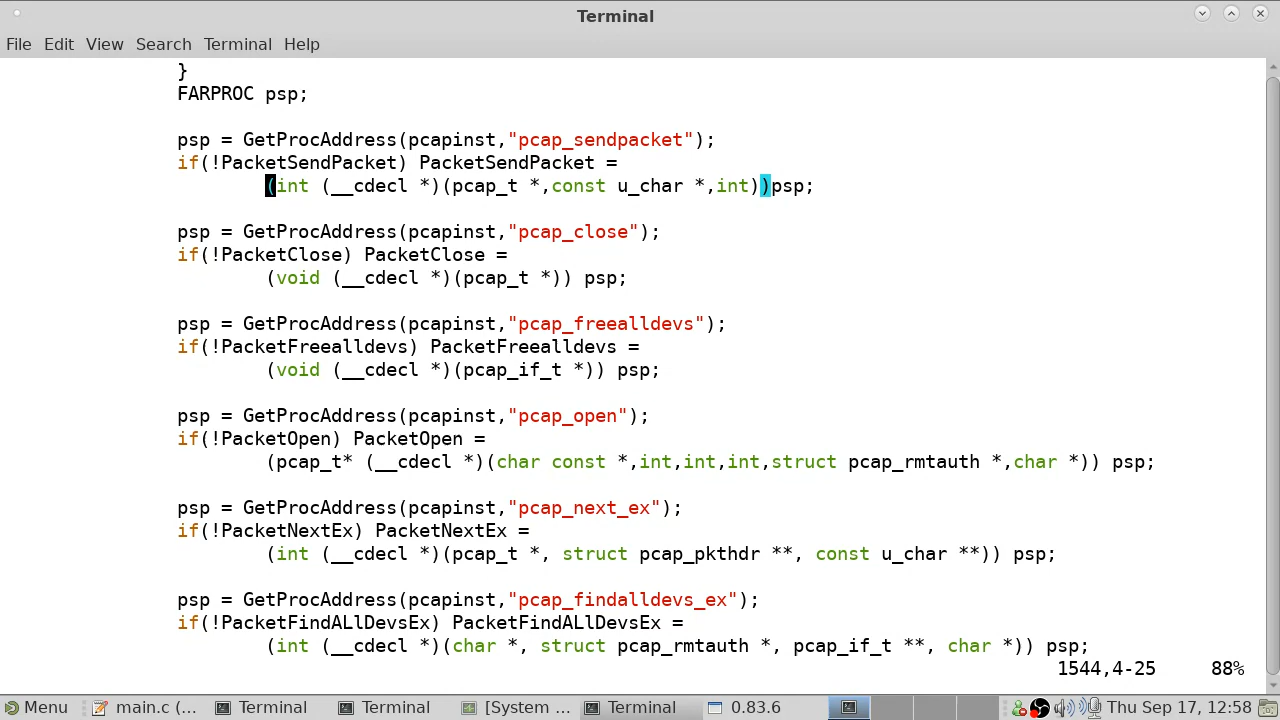 Terminal
File Edit View Search Terminal Help
}
FARPROC psp;
psp = GetProcAddress(pcapinst,"pcap_sendpacket");
if(!PacketSendPacket) PacketSendPacket =
(int (__cdecl *)(pcap_t *,const u_char *,int))psp;
psp = GetProcAddress(pcapinst,"pcap_close");
if(!PacketClose) PacketClose =
(void (__cdecl *)(pcap_t *)) psp;
psp = GetProcAddress(pcapinst,"pcap_freealldevs");
if(!PacketFreealldevs) PacketFreealldevs =
(void (__cdecl *)(pcap_if_t *)) psp;
psp = GetProcAddress(pcapinst,"pcap_open");
if(!PacketOpen) PacketOpen =
(pcap_t* (__cdecl *)(char const *,int,int,int,struct pcap_rmtauth *,char *)) psp;
psp = GetProcAddress(pcapinst,"pcap_next_ex");
if(!PacketNextEx) PacketNextEx =
(int (__cdecl *)(pcap_t *, struct pcap_pkthdr **, const u_char **)) psp;
psp = GetProcAddress(pcapinst,"pcap_findalldevs_ex");
if(!PacketFindALlDevsEx) PacketFindALlDevsEx =
(int (__cdecl *)(char *, struct pcap_rmtauth *, pcap_if_t **, char *)) psp;
1544,4-25 88%
Menu main.c (... Terminal Terminal [System ... Terminal 0.83.6 Thu Sep 17, 12:58